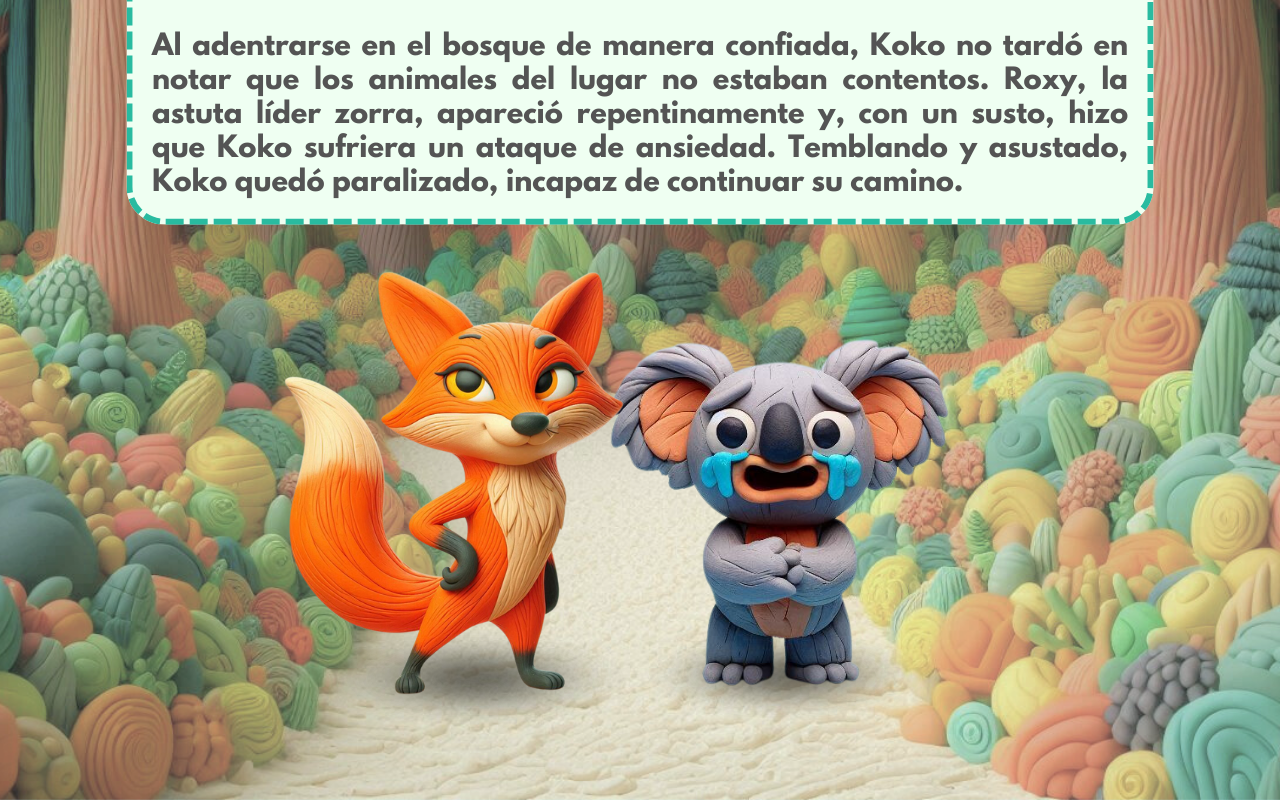 Al adentrarse en el bosque de manera confiada, Koko no tardó en
notar que los animales del lugar no estaban contentos. Roxy, la
astuta líder zorra, apareció repentinamente y, con un susto, hizo
que Koko sufriera un ataque de ansiedad. Temblando y asustado,
Koko quedó paralizado, incapaz de continuar su camino.